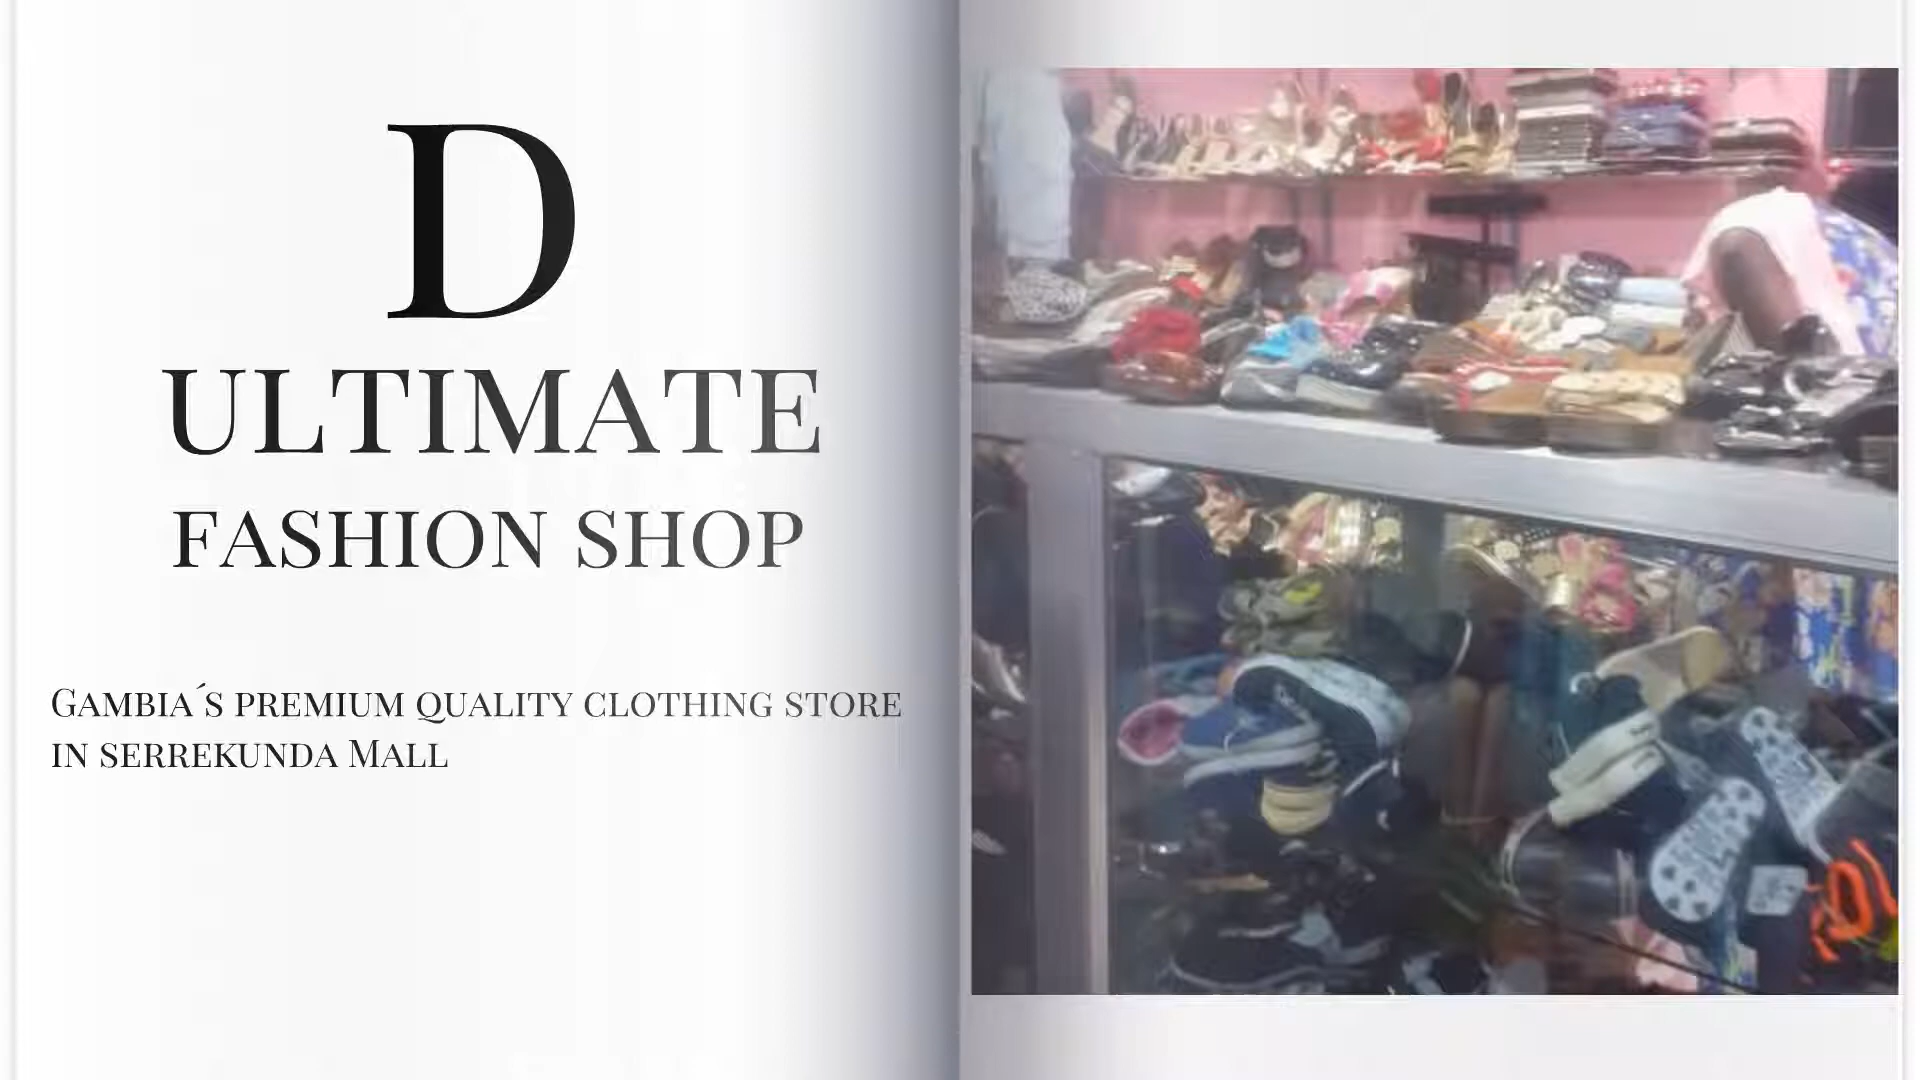 D
ULTIMATE
FASHION SHOP
Gambia´s premium quality clothing store
in serrekunda Mall